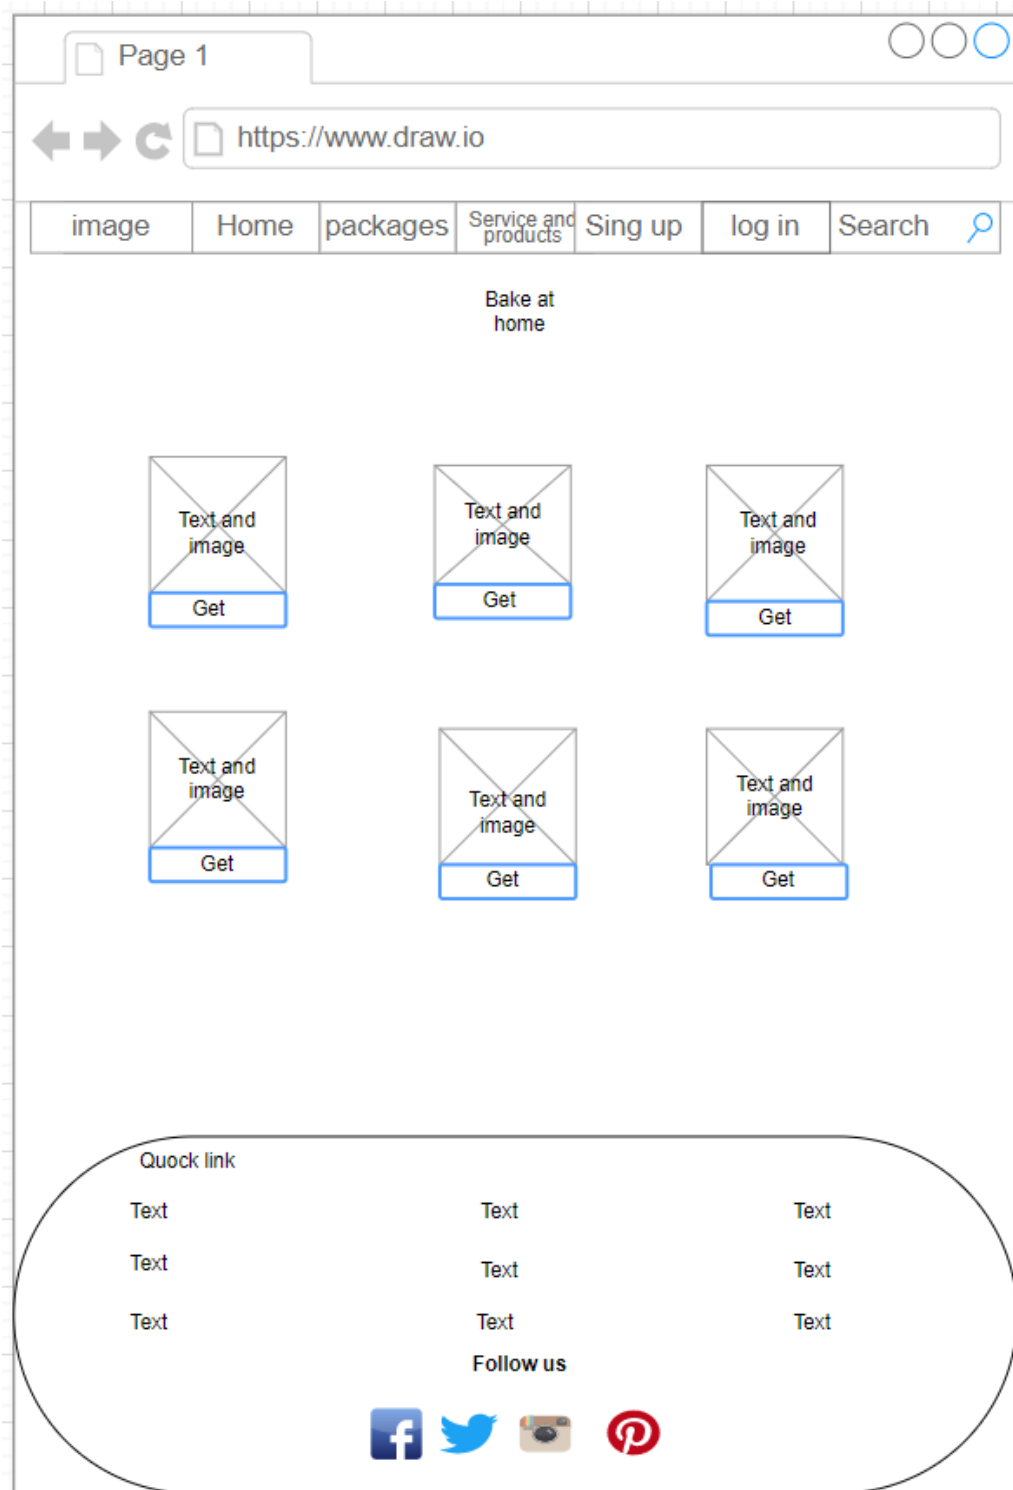 Page 1
https://www.draw.io
image Home packages Service and products Sing up log in Search
Bake at
home
Text and
image
Get
Text and
image
Get
Text and
image
Get
Text and
image
Get
Text and
image
Get
Text and
image
Get
Quock link
Text Text Text
Text Text Text
Text Text Text
Follow us